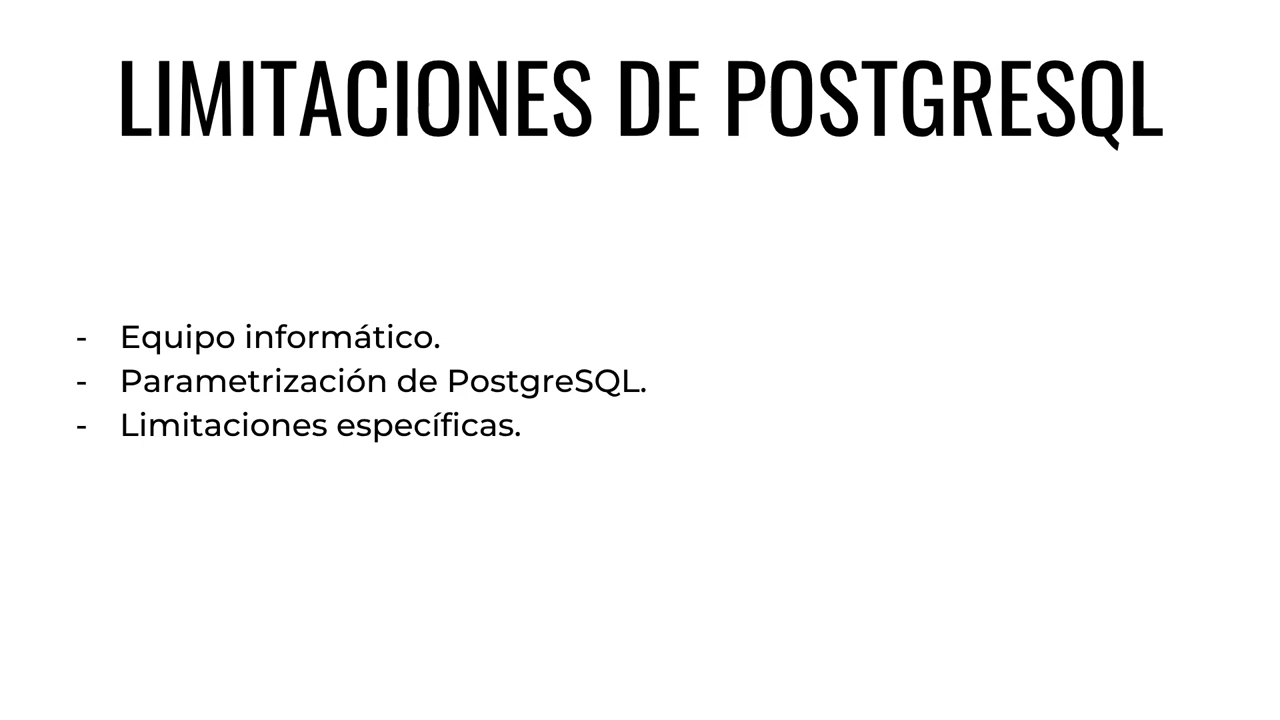 LIMITACIONES DE POSTGRESQL
- Equipo informático.
- Parametrización de PostgreSQL.
- Limitaciones específicas.